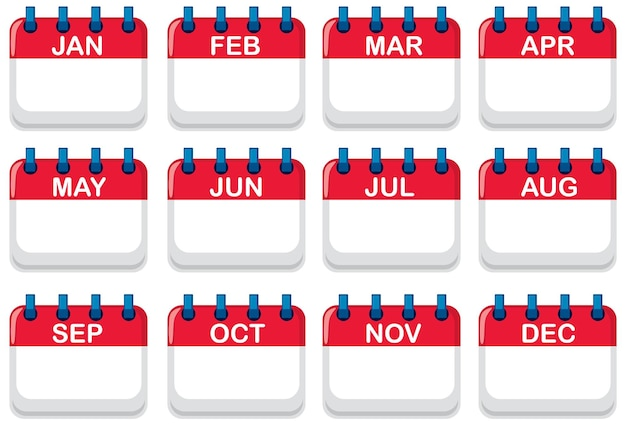 JAN FEB MAR APR
MAY JUN JUL AUG
SEP OCT NOV DEC